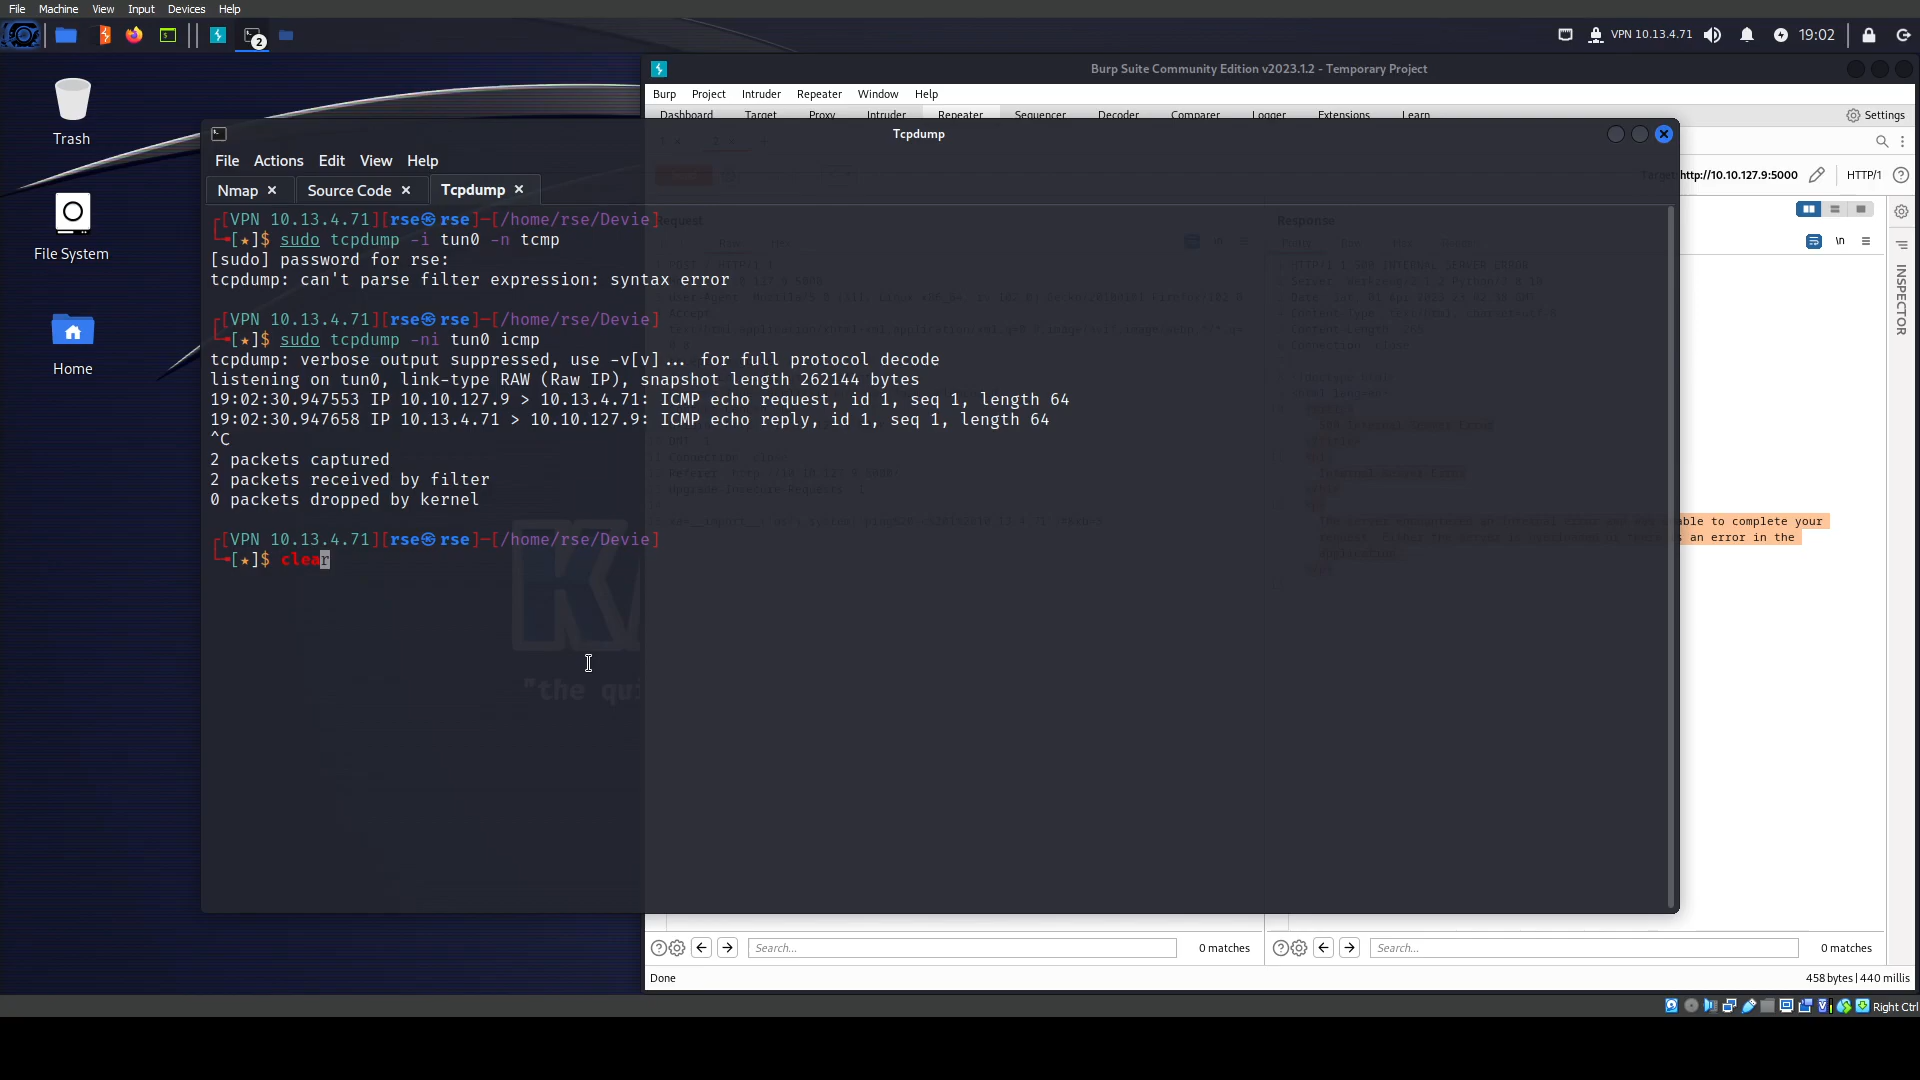 File Machine View Input Devices Help
2
VPN 10.13.4.71
19:02
Trash
File System
Home
Burp Suite Community Edition v2023.1.2 - Temporary Project
Burp Project Intruder Repeater Window Help
Dashboard Target Proxy Intruder Repeater Sequencer Decoder Comparer Logger Extensions Learn
Settings
Tcpdump
Target: http://10.10.127.9:5000
HTTP/1
File Actions Edit View Help
Nmap
Source Code
Tcpdump
Request
Response
\n
INSPECTOR
┌[VPN 10.13.4.71][rse㉿rse]-[/home/rse/Devie]
└─[★]$ sudo tcpdump -i tun0 -n tcmp
[sudo] password for rse:
tcpdump: can't parse filter expression: syntax error
┌[VPN 10.13.4.71][rse㉿rse]-[/home/rse/Devie]
└─[★]$ sudo tcpdump -ni tun0 icmp
tcpdump: verbose output suppressed, use -v[v]... for full protocol decode
listening on tun0, link-type RAW (Raw IP), snapshot length 262144 bytes
19:02:30.947553 IP 10.10.127.9 > 10.13.4.71: ICMP echo request, id 1, seq 1, length 64
19:02:30.947658 IP 10.13.4.71 > 10.10.127.9: ICMP echo reply, id 1, seq 1, length 64
^C
2 packets captured
2 packets received by filter
0 packets dropped by kernel
┌[VPN 10.13.4.71][rse㉿rse]-[/home/rse/Devie]
└─[★]$ clear
able to complete your
s an error in the
"the qui
Search...
0 matches
Search...
0 matches
Done
458 bytes | 440 millis
Right Ctrl